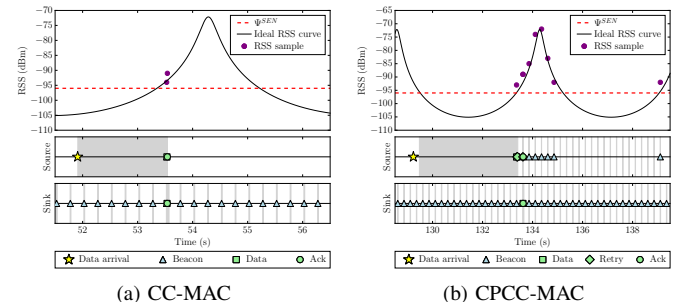 −65
−70
−75
−80
−85
−90
−95
−100
−105
−110
RSS (dBm)
Ψ^SEN
Ideal RSS curve
RSS sample
Source
Sink
52
53
54
55
56
Time (s)
Data arrival
Beacon
Data
Ack
(a) CC-MAC
−70
−75
−80
−85
−90
−95
−100
−105
−110
RSS (dBm)
Ψ^SEN
Ideal RSS curve
RSS sample
Source
Sink
130
132
134
136
138
Time (s)
Data arrival
Beacon
Data
Retry
Ack
(b) CPCC-MAC